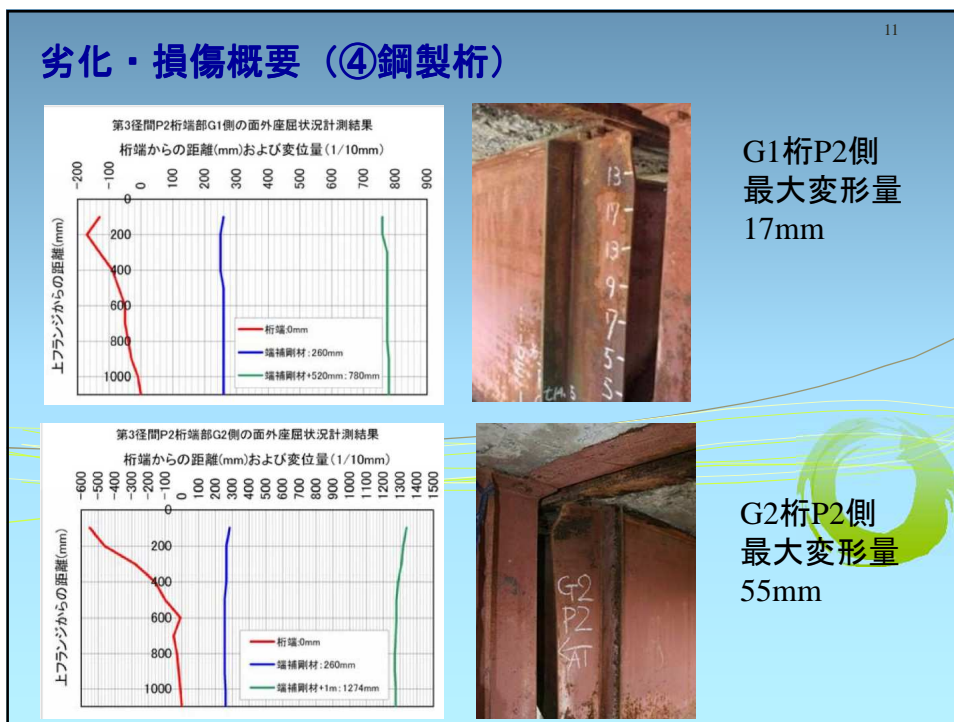 11
劣化・損傷概要（④鋼製桁）
第3径間P2桁端部G1側の面外座屈状況計測結果
桁端からの距離(mm)および変位量(1/10mm)
-200 -100 0 100 200 300 400 500 600 700 800 900
上フランジからの距離(mm)
0
200
400
600
800
1000
桁端:0mm
端補剛材:260mm
端補剛材+520mm:780mm
13
17
13
9
7
5
5
G1桁P2側
最大変形量
17mm
第3径間P2桁端部G2側の面外座屈状況計測結果
桁端からの距離(mm)および変位量(1/10mm)
-600 -500 -400 -300 -200 -100 0 100 200 300 400 500 600 700 800 900 1000 1100 1200 1300 1400 1500
上フランジからの距離(mm)
0
200
400
600
800
1000
桁端:0mm
端補剛材:260mm
端補剛材+1m:1274mm
G2
P2
←A1
G2桁P2側
最大変形量
55mm